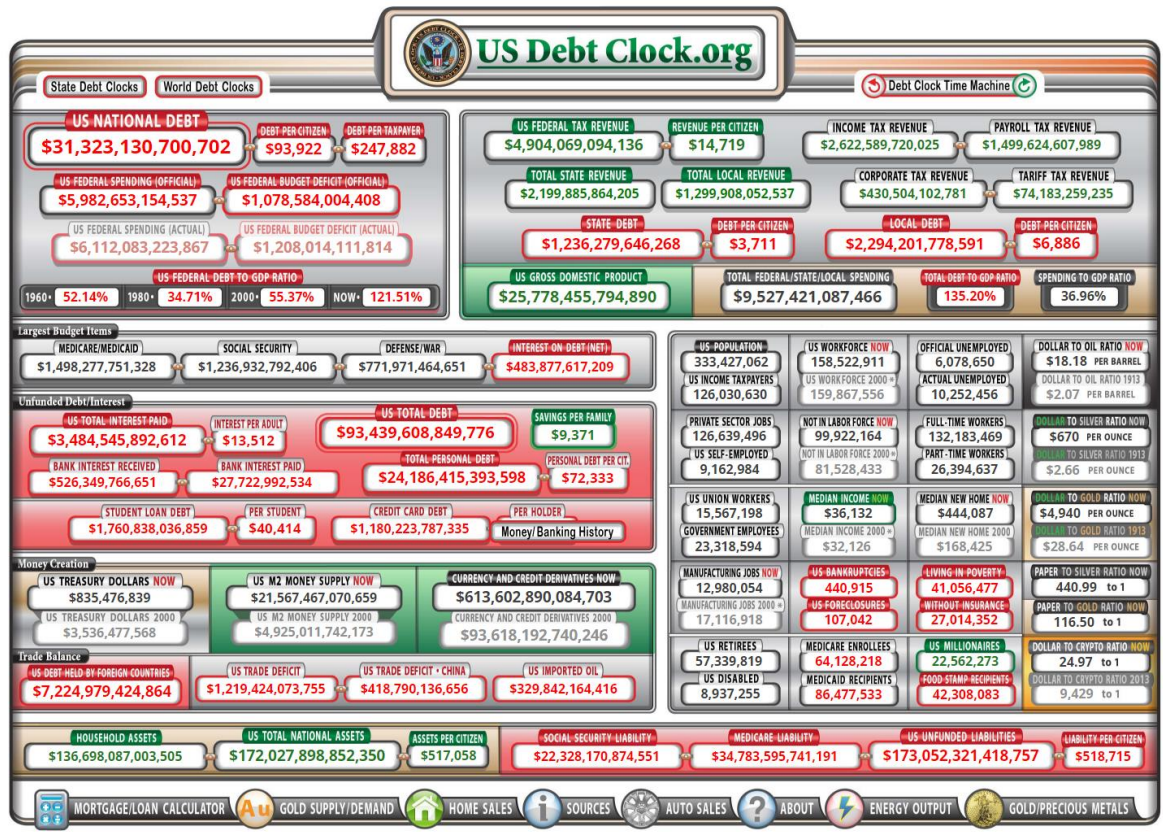 US Debt Clock.org
State Debt Clocks
World Debt Clocks
Debt Clock Time Machine
US NATIONAL DEBT
$31,323,130,700,702
DEBT PER CITIZEN
$93,922
DEBT PER TAXPAYER
$247,882
US FEDERAL SPENDING (OFFICIAL)
$5,982,653,154,537
US FEDERAL BUDGET DEFICIT (OFFICIAL)
$1,078,584,004,408
US FEDERAL SPENDING (ACTUAL)
$6,112,083,223,867
US FEDERAL BUDGET DEFICIT (ACTUAL)
$1,208,014,111,814
US FEDERAL DEBT TO GDP RATIO
1960• 52.14% 1980• 34.71% 2000• 55.37% NOW• 121.51%
US FEDERAL TAX REVENUE
$4,904,069,094,136
REVENUE PER CITIZEN
$14,719
INCOME TAX REVENUE
$2,622,589,720,025
PAYROLL TAX REVENUE
$1,499,624,607,989
TOTAL STATE REVENUE
$2,199,885,864,205
TOTAL LOCAL REVENUE
$1,299,908,052,537
CORPORATE TAX REVENUE
$430,504,102,781
TARIFF TAX REVENUE
$74,183,259,235
STATE DEBT
$1,236,279,646,268
DEBT PER CITIZEN
$3,711
LOCAL DEBT
$2,294,201,778,591
DEBT PER CITIZEN
$6,886
US GROSS DOMESTIC PRODUCT
$25,778,455,794,890
TOTAL FEDERAL/STATE/LOCAL SPENDING
$9,527,421,087,466
TOTAL DEBT TO GDP RATIO
135.20%
SPENDING TO GDP RATIO
36.96%
Largest Budget Items
MEDICARE/MEDICAID
$1,498,277,751,328
SOCIAL SECURITY
$1,236,932,792,406
DEFENSE/WAR
$771,971,464,651
INTEREST ON DEBT (NET)
$483,877,617,209
Unfunded Debt/Interest
US TOTAL INTEREST PAID
$3,484,545,892,612
INTEREST PER ADULT
$13,512
US TOTAL DEBT
$93,439,608,849,776
SAVINGS PER FAMILY
$9,371
BANK INTEREST RECEIVED
$526,349,766,651
BANK INTEREST PAID
$27,722,992,534
TOTAL PERSONAL DEBT
$24,186,415,393,598
PERSONAL DEBT PER CIT.
$72,333
STUDENT LOAN DEBT
$1,760,838,036,859
PER STUDENT
$40,414
CREDIT CARD DEBT
$1,180,223,787,335
PER HOLDER
Money/Banking History
Money Creation
US TREASURY DOLLARS NOW
$835,476,839
US TREASURY DOLLARS 2000
$3,536,477,568
US M2 MONEY SUPPLY NOW
$21,567,467,070,659
US M2 MONEY SUPPLY 2000
$4,925,011,742,173
CURRENCY AND CREDIT DERIVATIVES NOW
$613,602,890,084,703
CURRENCY AND CREDIT DERIVATIVES 2000
$93,618,192,740,246
Trade Balance
US DEBT HELD BY FOREIGN COUNTRIES
$7,224,979,424,864
US TRADE DEFICIT
$1,219,424,073,755
US TRADE DEFICIT • CHINA
$418,790,136,656
US IMPORTED OIL
$329,842,164,416
US POPULATION
333,427,062
US INCOME TAXPAYERS
126,030,630
US WORKFORCE NOW
158,522,911
US WORKFORCE 2000 *
159,867,556
OFFICIAL UNEMPLOYED
6,078,650
ACTUAL UNEMPLOYED
10,252,456
DOLLAR TO OIL RATIO NOW
$18.18 PER BARREL
DOLLAR TO OIL RATIO 1913
$2.07 PER BARREL
PRIVATE SECTOR JOBS
126,639,496
US SELF-EMPLOYED
9,162,984
NOT IN LABOR FORCE NOW
99,922,164
NOT IN LABOR FORCE 2000 *
81,528,433
FULL-TIME WORKERS
132,183,469
PART-TIME WORKERS
26,394,637
DOLLAR TO SILVER RATIO NOW
$670 PER OUNCE
DOLLAR TO SILVER RATIO 1913
$2.66 PER OUNCE
US UNION WORKERS
15,567,198
GOVERNMENT EMPLOYEES
23,318,594
MEDIAN INCOME NOW
$36,132
MEDIAN INCOME 2000 *
$32,126
MEDIAN NEW HOME NOW
$444,087
MEDIAN NEW HOME 2000
$168,425
DOLLAR TO GOLD RATIO NOW
$4,940 PER OUNCE
DOLLAR TO GOLD RATIO 1913
$28.64 PER OUNCE
MANUFACTURING JOBS NOW
12,980,054
MANUFACTURING JOBS 2000 *
17,116,918
US BANKRUPTCIES
440,915
US FORECLOSURES
107,042
LIVING IN POVERTY
41,056,477
WITHOUT INSURANCE
27,014,352
PAPER TO SILVER RATIO NOW
440.99 to 1
PAPER TO GOLD RATIO NOW
116.50 to 1
US RETIREES
57,339,819
US DISABLED
8,937,255
MEDICARE ENROLLEES
64,128,218
MEDICAID RECIPIENTS
86,477,533
US MILLIONAIRES
22,562,273
FOOD STAMP RECIPIENTS
42,308,083
DOLLAR TO CRYPTO RATIO NOW
24.97 to 1
DOLLAR TO CRYPTO RATIO 2013
9,429 to 1
HOUSEHOLD ASSETS
$136,698,087,003,505
US TOTAL NATIONAL ASSETS
$172,027,898,852,350
ASSETS PER CITIZEN
$517,058
SOCIAL SECURITY LIABILITY
$22,328,170,874,551
MEDICARE LIABILITY
$34,783,595,741,191
US UNFUNDED LIABILITIES
$173,052,321,418,757
LIABILITY PER CITIZEN
$518,715
MORTGAGE/LOAN CALCULATOR
Au GOLD SUPPLY/DEMAND
HOME SALES
i SOURCES
AUTO SALES
? ABOUT
ENERGY OUTPUT
GOLD/PRECIOUS METALS